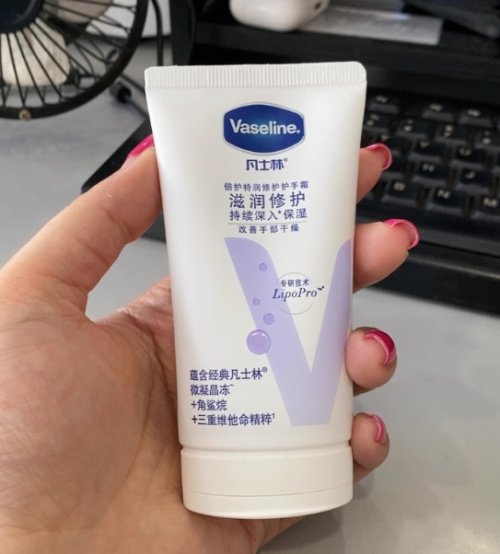 Vaseline.
凡士林®
倍护特润修护护手霜
滋润修护
持续深入*保湿
改善手部干燥
专研技术
LipoPro
蕴含经典凡士林®
微凝晶冻~
+角鲨烷
+三重维他命精粹¹